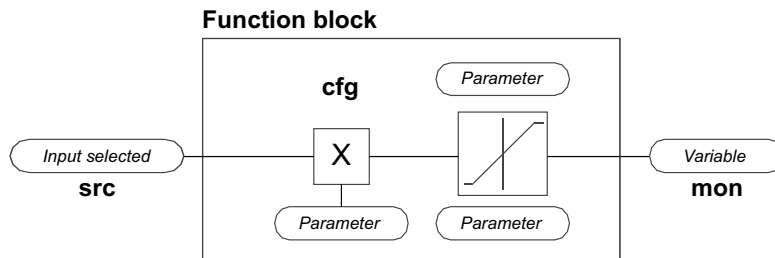 Function block
Parameter
cfg
Input selected
X
Variable
src
mon
Parameter
Parameter